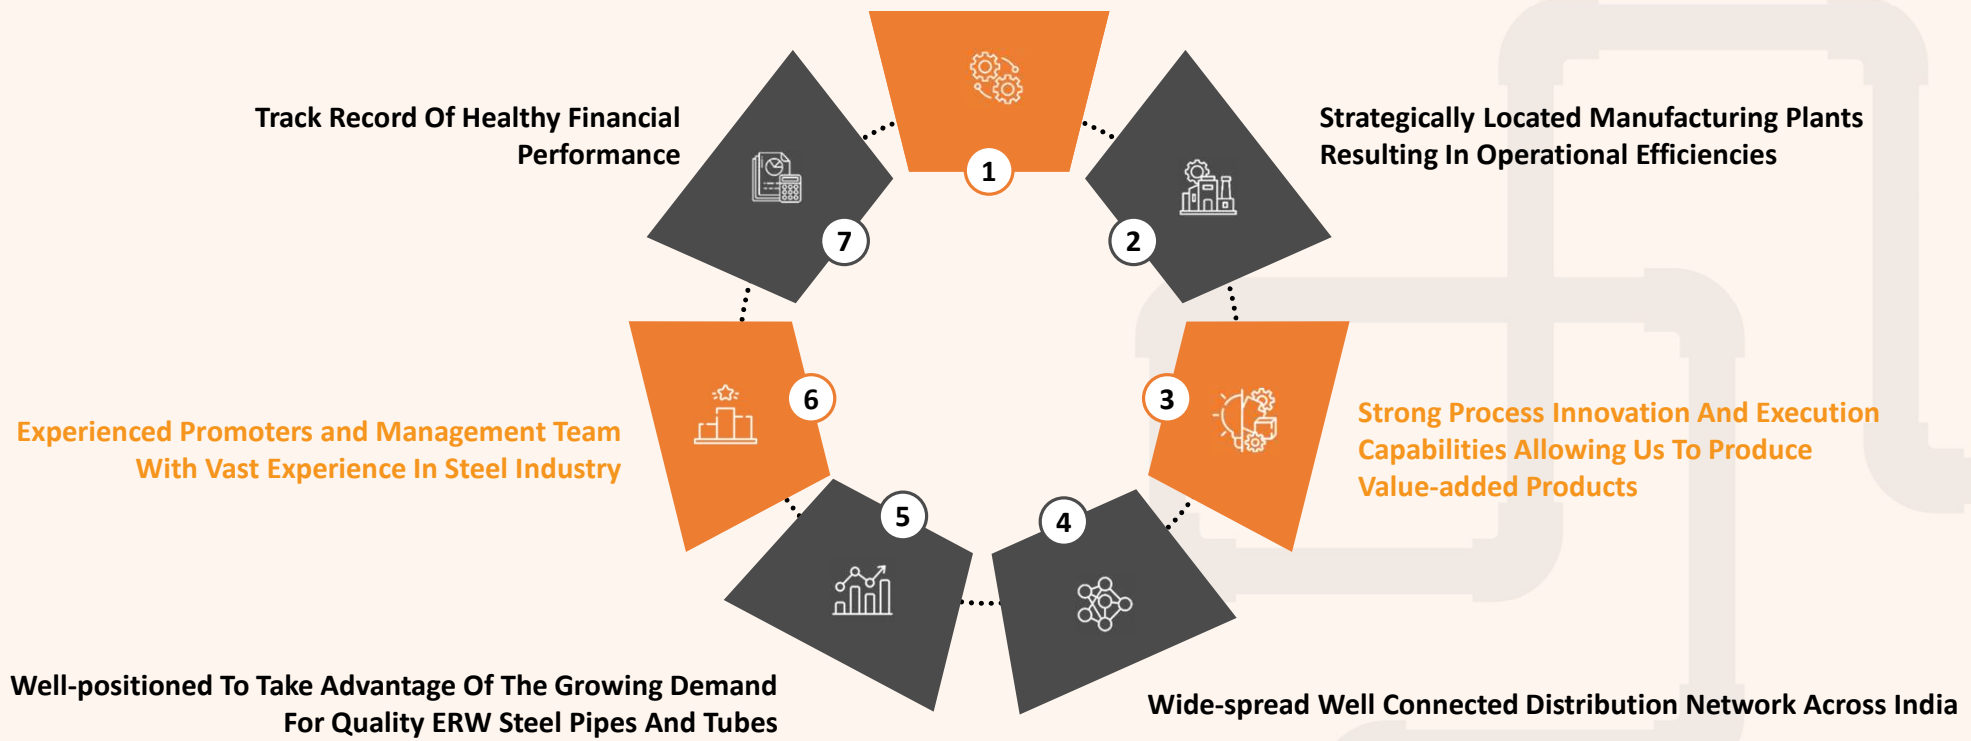 1
2
Strategically Located Manufacturing Plants
Resulting In Operational Efficiencies
3
Strong Process Innovation And Execution
Capabilities Allowing Us To Produce
Value-added Products
4
Wide-spread Well Connected Distribution Network Across India
5
Well-positioned To Take Advantage Of The Growing Demand
For Quality ERW Steel Pipes And Tubes
6
Experienced Promoters and Management Team
With Vast Experience In Steel Industry
7
Track Record Of Healthy Financial
Performance